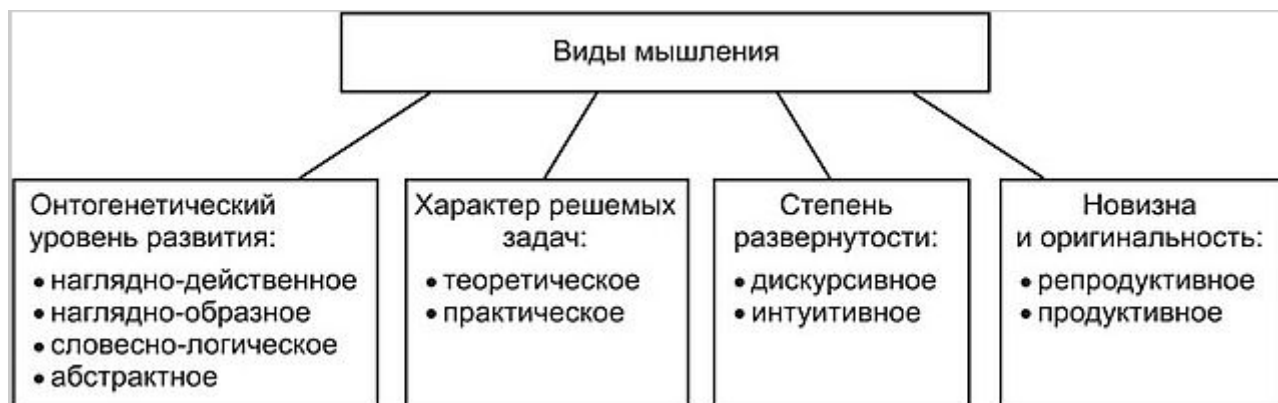 Виды мышления
Онтогенетический
уровень развития:
• наглядно-действенное
• наглядно-образное
• словесно-логическое
• абстрактное
Характер решемых
задач:
• теоретическое
• практическое
Степень
развернутости:
• дискурсивное
• интуитивное
Новизна
и оригинальность:
• репродуктивное
• продуктивное